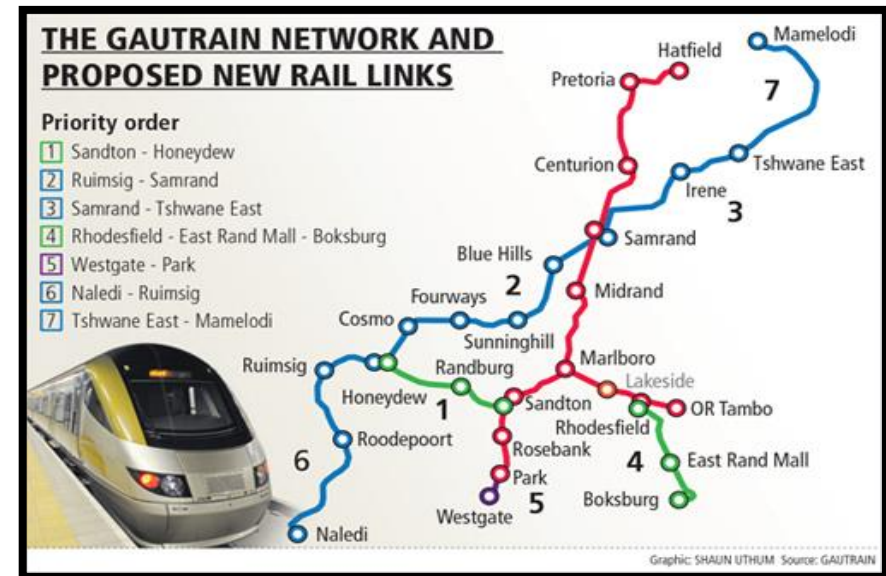 THE GAUTRAIN NETWORK AND
PROPOSED NEW RAIL LINKS
Priority order
1 Sandton - Honeydew
2 Ruimsig - Samrand
3 Samrand - Tshwane East
4 Rhodesfield - East Rand Mall - Boksburg
5 Westgate - Park
6 Naledi - Ruimsig
7 Tshwane East - Mamelodi
Mamelodi
Hatfield
Pretoria
7
Centurion
Tshwane East
Irene
3
Samrand
Blue Hills
2
Midrand
Fourways
Cosmo
Sunninghill
Marlboro
Ruimsig
Randburg
Lakeside
Honeydew
1
Sandton
OR Tambo
Rhodesfield
Roodepoort
Rosebank
6
4
East Rand Mall
Park
5
Boksburg
Westgate
Naledi
Graphic: SHAUN UTHUM Source: GAUTRAIN